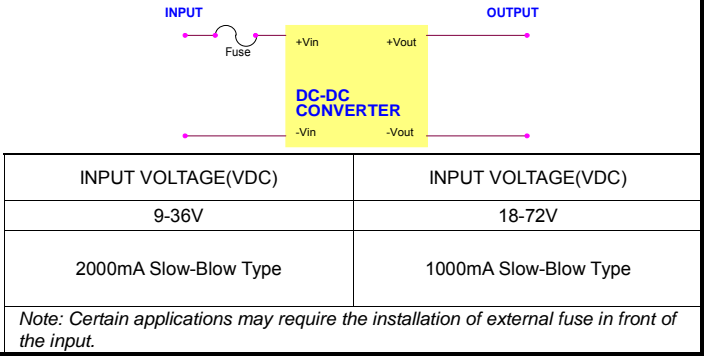 INPUT OUTPUT
Fuse
+Vin +Vout
DC-DC
CONVERTER
-Vin -Vout
INPUT VOLTAGE(VDC) INPUT VOLTAGE(VDC)
9-36V 18-72V
2000mA Slow-Blow Type 1000mA Slow-Blow Type
Note: Certain applications may require the installation of external fuse in front of
the input.